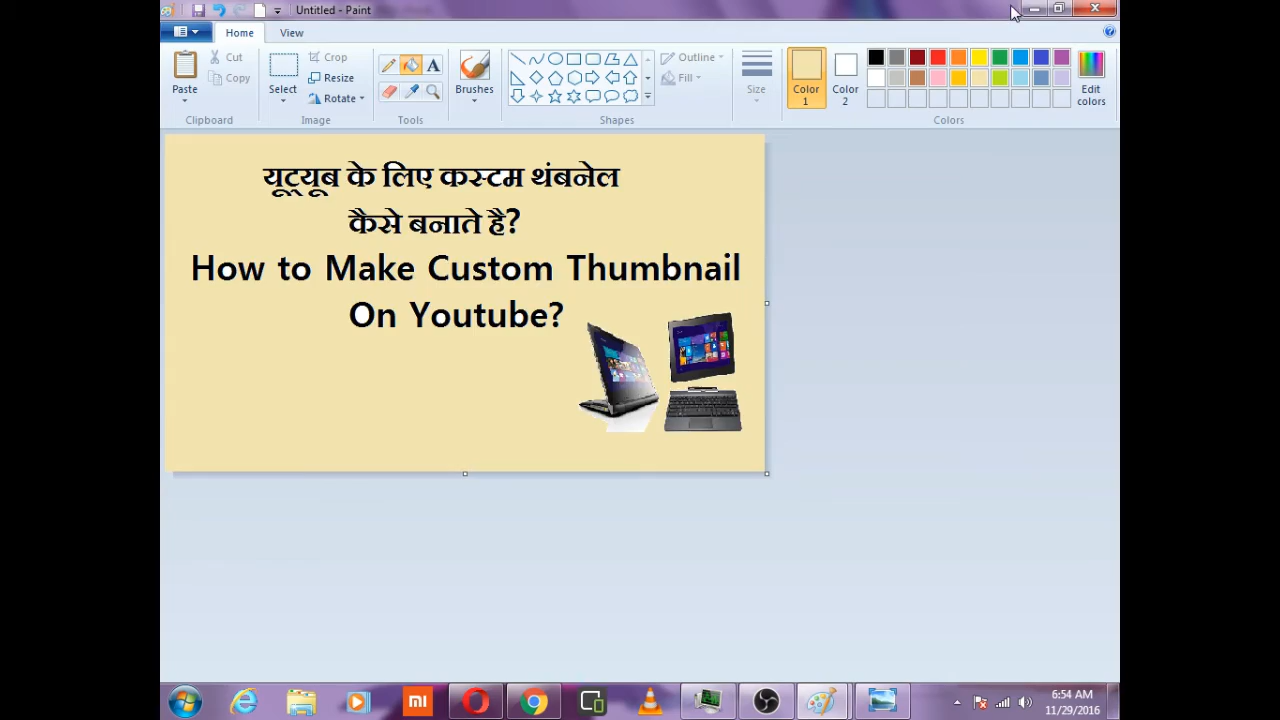 Untitled - Paint
Home View
Paste
Cut
Copy
Clipboard
Select
Crop
Resize
Rotate
Image
Tools
Brushes
Shapes
Outline
Fill
Size
Color 1
Color 2
Edit colors
Colors
यूट्यूब के लिए कस्टम थंबनेल
कैसे बनाते है?
How to Make Custom Thumbnail
On Youtube?
mi
6:54 AM
11/29/2016